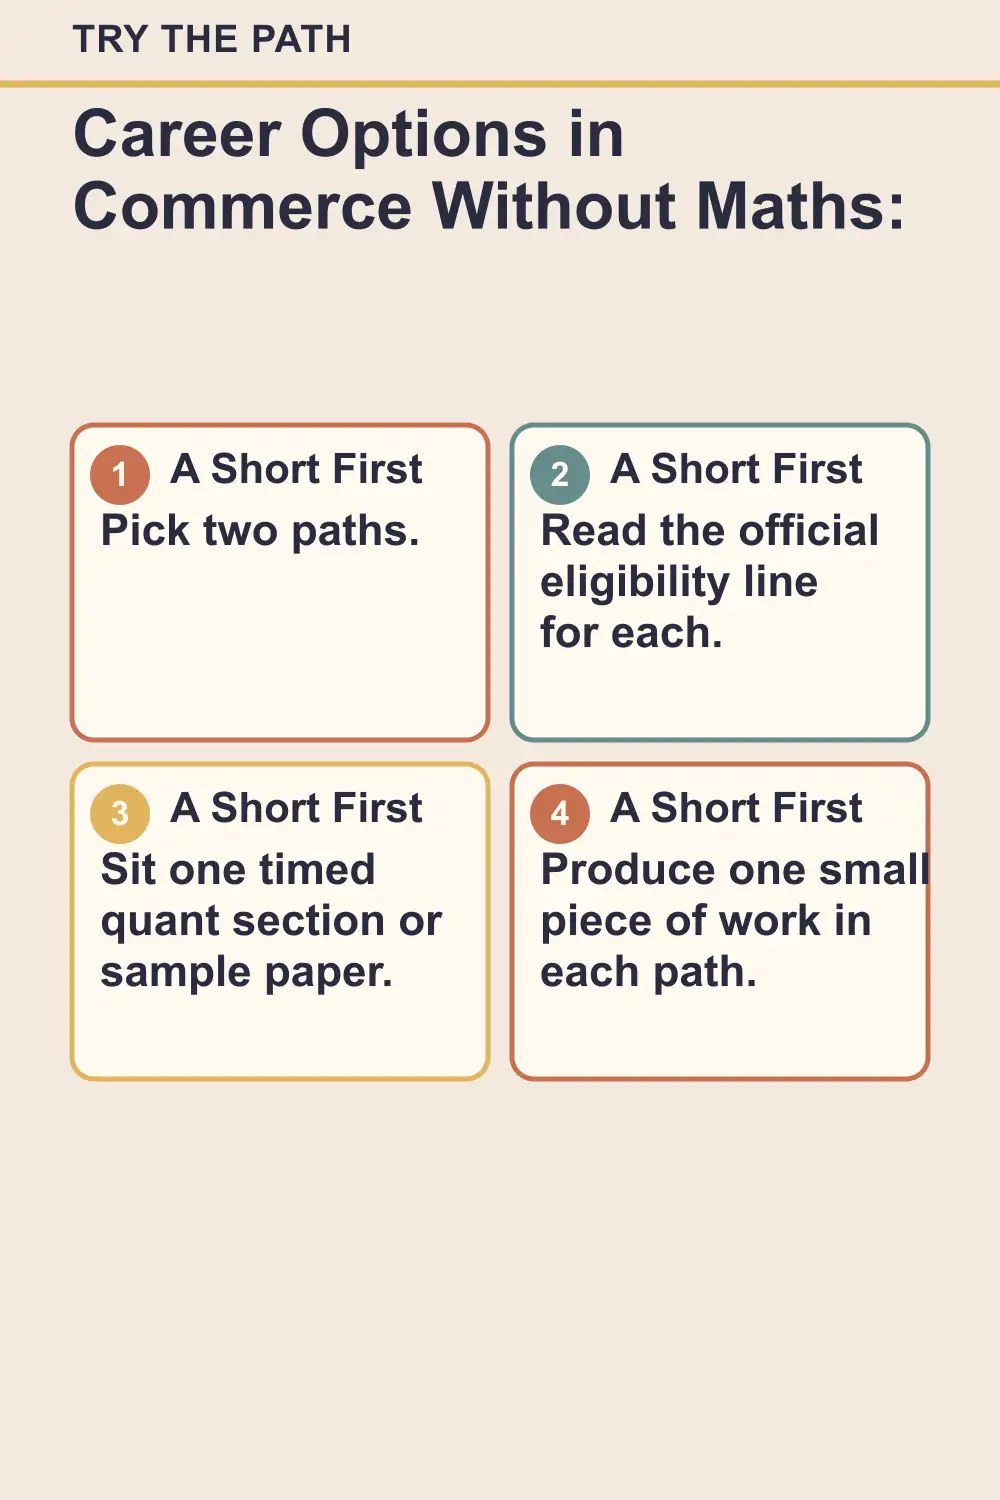 TRY THE PATH
Career Options in
Commerce Without Maths:
1 A Short First
Pick two paths.
2 A Short First
Read the official
eligibility line
for each.
3 A Short First
Sit one timed
quant section or
sample paper.
4 A Short First
Produce one small
piece of work in
each path.